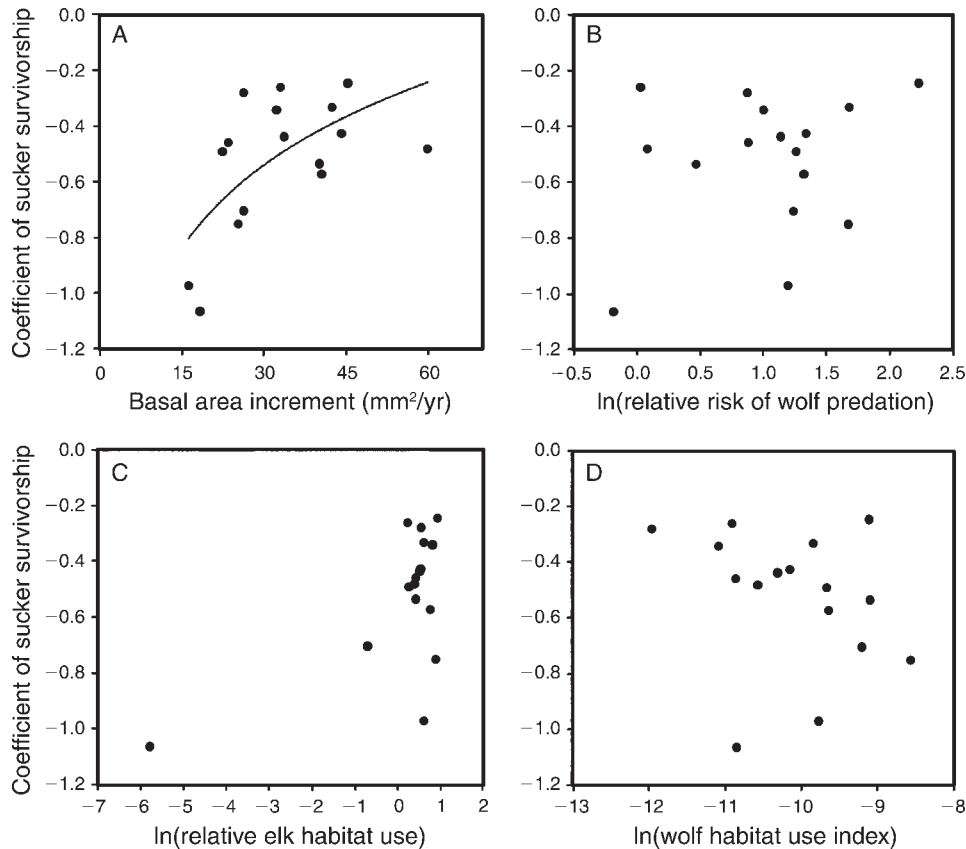 A
B
0.0
−0.2
−0.4
−0.6
−0.8
−1.0
−1.2
Coefficient of sucker survivorship
0 15 30 45 60
Basal area increment (mm²/yr)
0.0
−0.2
−0.4
−0.6
−0.8
−1.0
−1.2
−0.5 0.0 0.5 1.0 1.5 2.0 2.5
ln(relative risk of wolf predation)
C
D
0.0
−0.2
−0.4
−0.6
−0.8
−1.0
−1.2
Coefficient of sucker survivorship
−7 −6 −5 −4 −3 −2 −1 0 1 2
ln(relative elk habitat use)
0.0
−0.2
−0.4
−0.6
−0.8
−1.0
−1.2
−13 −12 −11 −10 −9 −8
ln(wolf habitat use index)